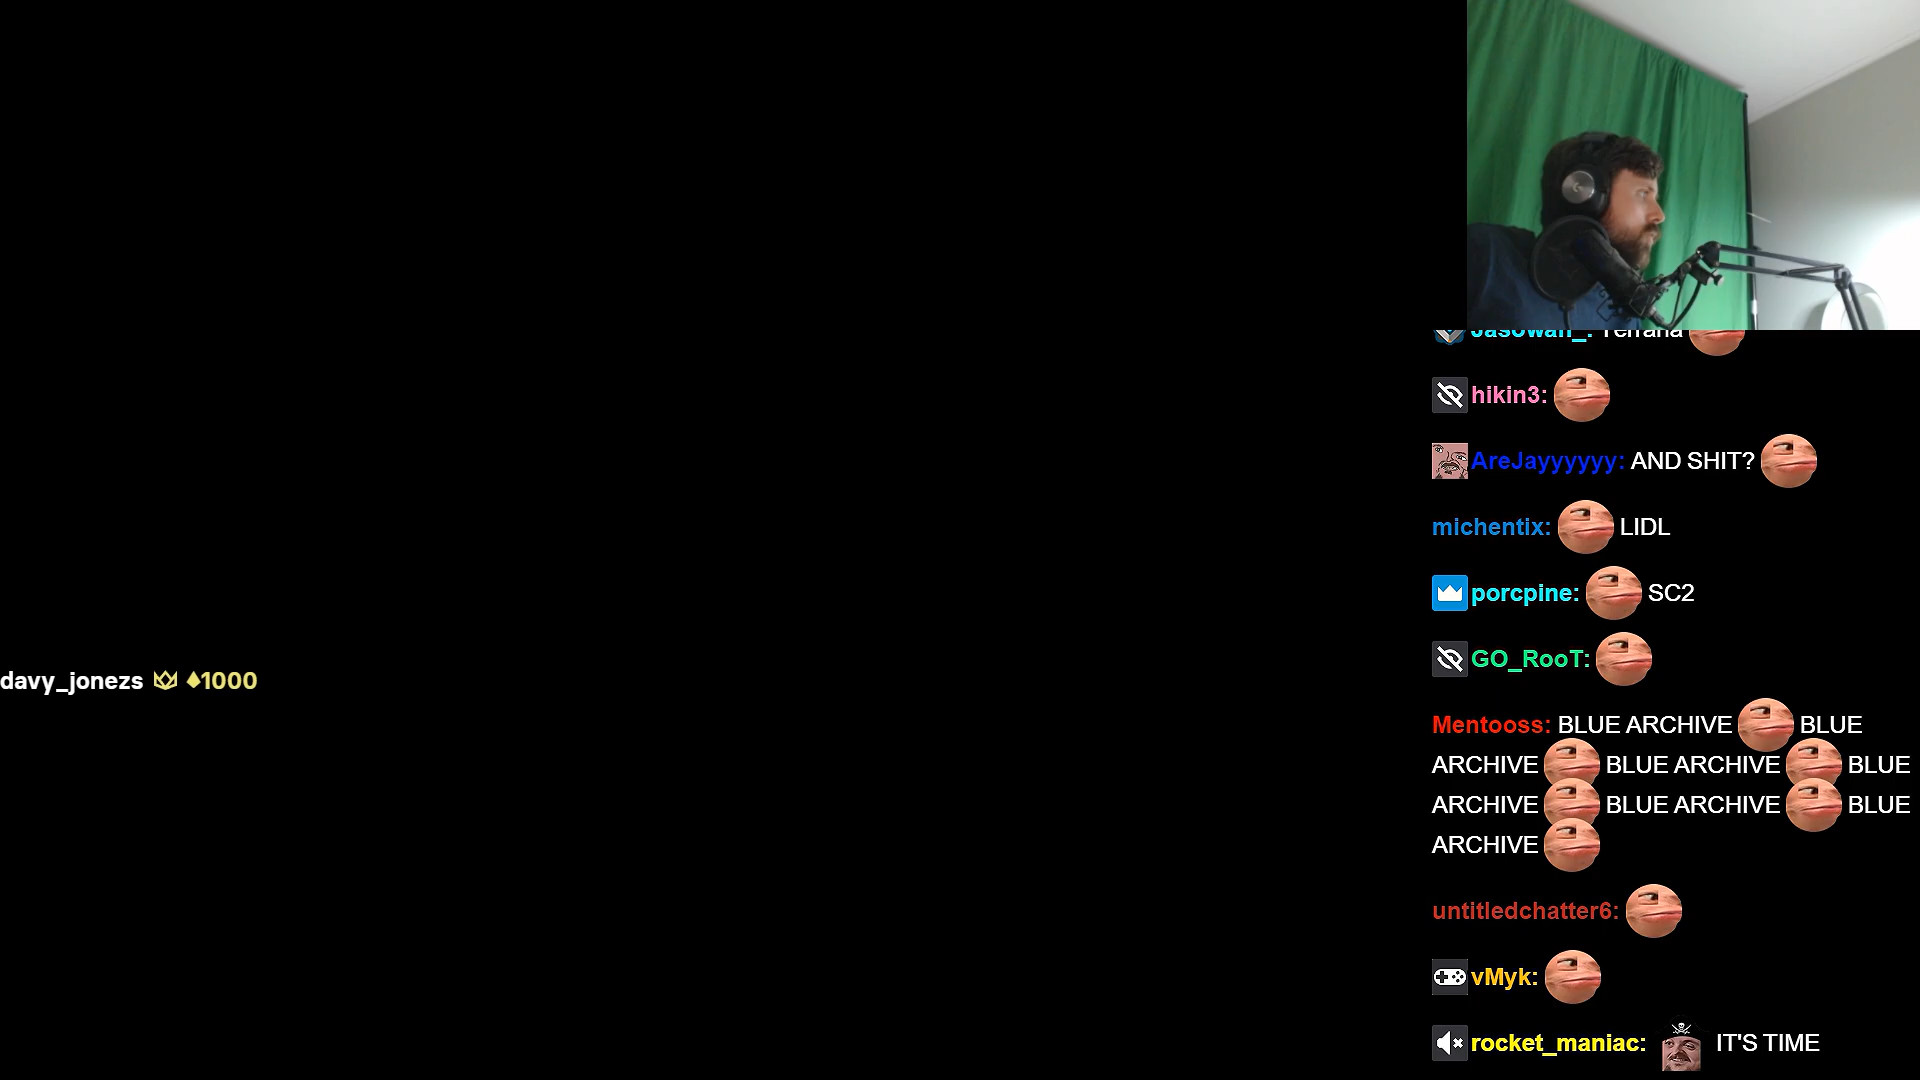 davy_jonezs 1000
hikin3:
AreJayyyyyy: AND SHIT?
michentix: LIDL
porcpine: SC2
GO_RooT:
Mentooss: BLUE ARCHIVE BLUE
ARCHIVE BLUE ARCHIVE BLUE
ARCHIVE BLUE ARCHIVE BLUE
ARCHIVE
untitledchatter6:
vMyk:
rocket_maniac: IT'S TIME